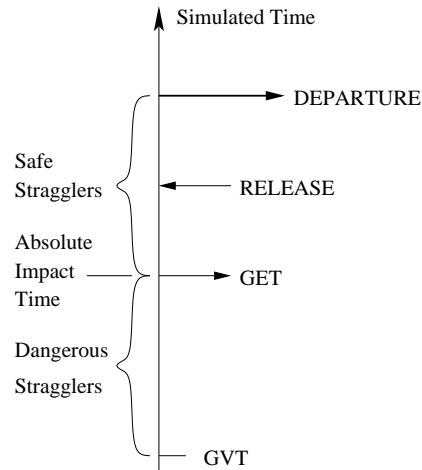 Simulated Time
DEPARTURE
Safe
Stragglers
RELEASE
Absolute
Impact
Time
GET
Dangerous
Stragglers
GVT